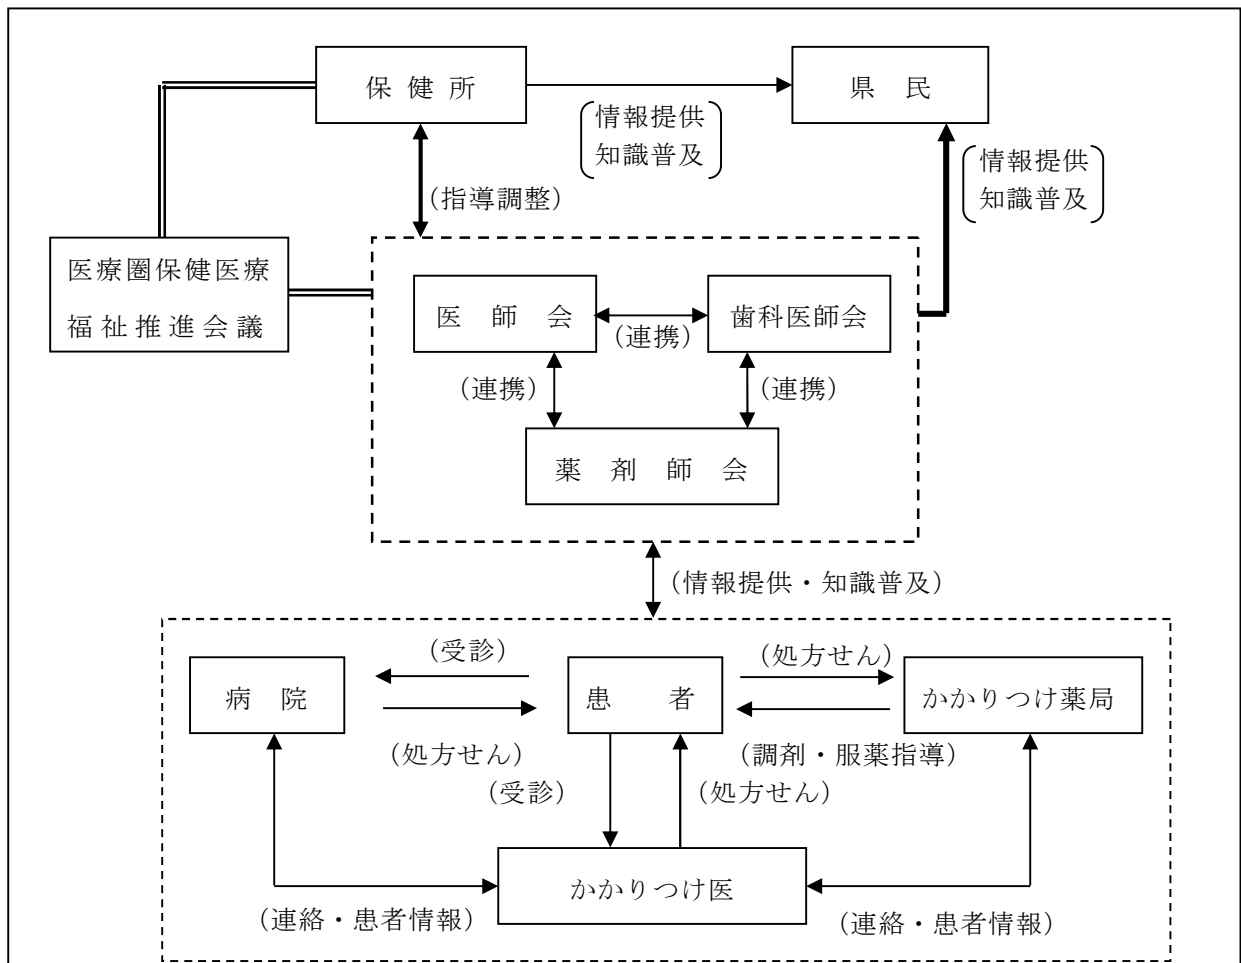 保健所
県民
情報提供
知識普及
情報提供
知識普及
(指導調整)
医療圏保健医療
福祉推進会議
医師会
歯科医師会
(連携)
(連携)
(連携)
薬剤師会
(情報提供・知識普及)
(受診)
(処方せん)
病院
患者
かかりつけ薬局
(処方せん)
(調剤・服薬指導)
(受診)
(処方せん)
かかりつけ医
(連絡・患者情報)
(連絡・患者情報)